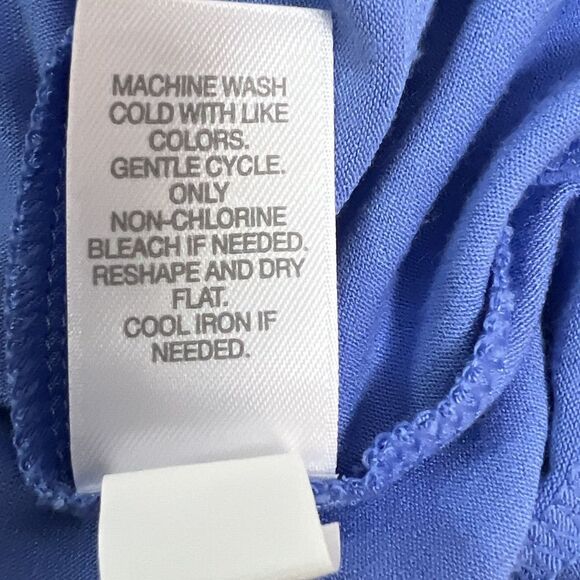 MACHINE WASH
COLD WITH LIKE
COLORS.
GENTLE CYCLE.
ONLY
NON-CHLORINE
BLEACH IF NEEDED.
RESHAPE AND DRY
FLAT.
COOL IRON IF
NEEDED.